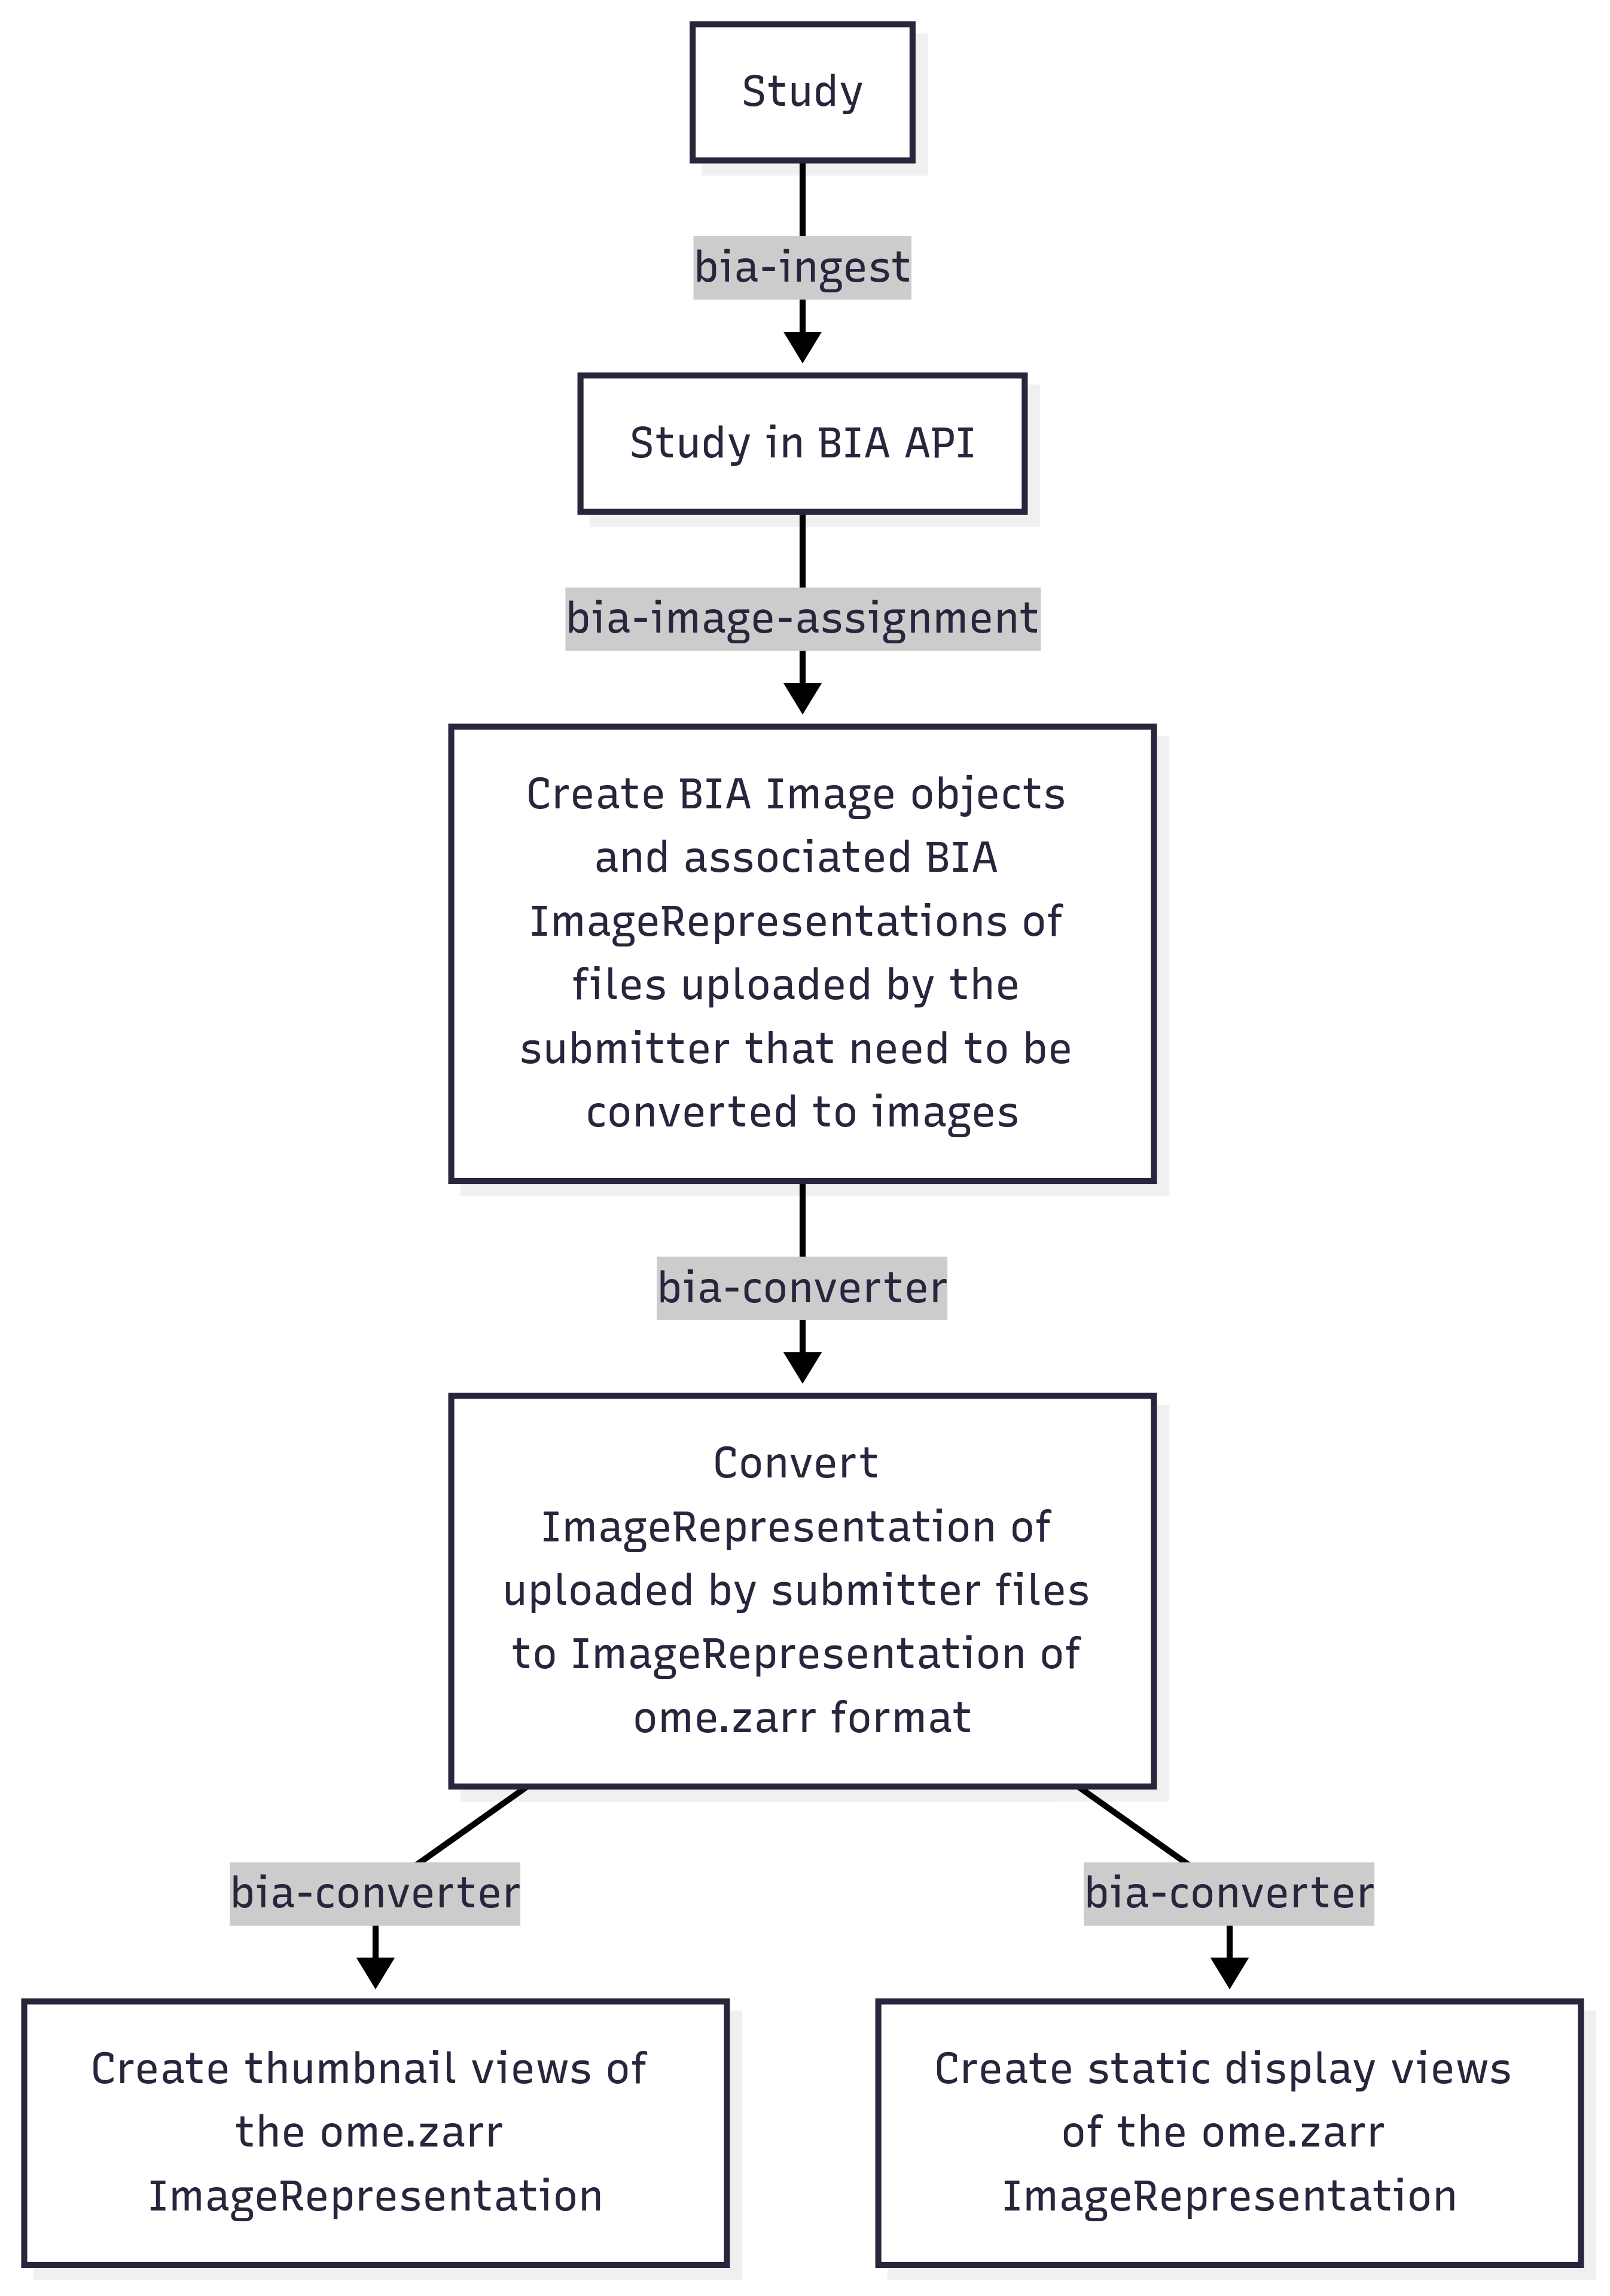 Study
bia-ingest
Study in BIA API
bia-image-assignment
Create BIA Image objects
and associated BIA
ImageRepresentations of
files uploaded by the
submitter that need to be
converted to images
bia-converter
Convert
ImageRepresentation of
uploaded by submitter files
to ImageRepresentation of
ome.zarr format
bia-converter
bia-converter
Create thumbnail views of
the ome.zarr
ImageRepresentation
Create static display views
of the ome.zarr
ImageRepresentation